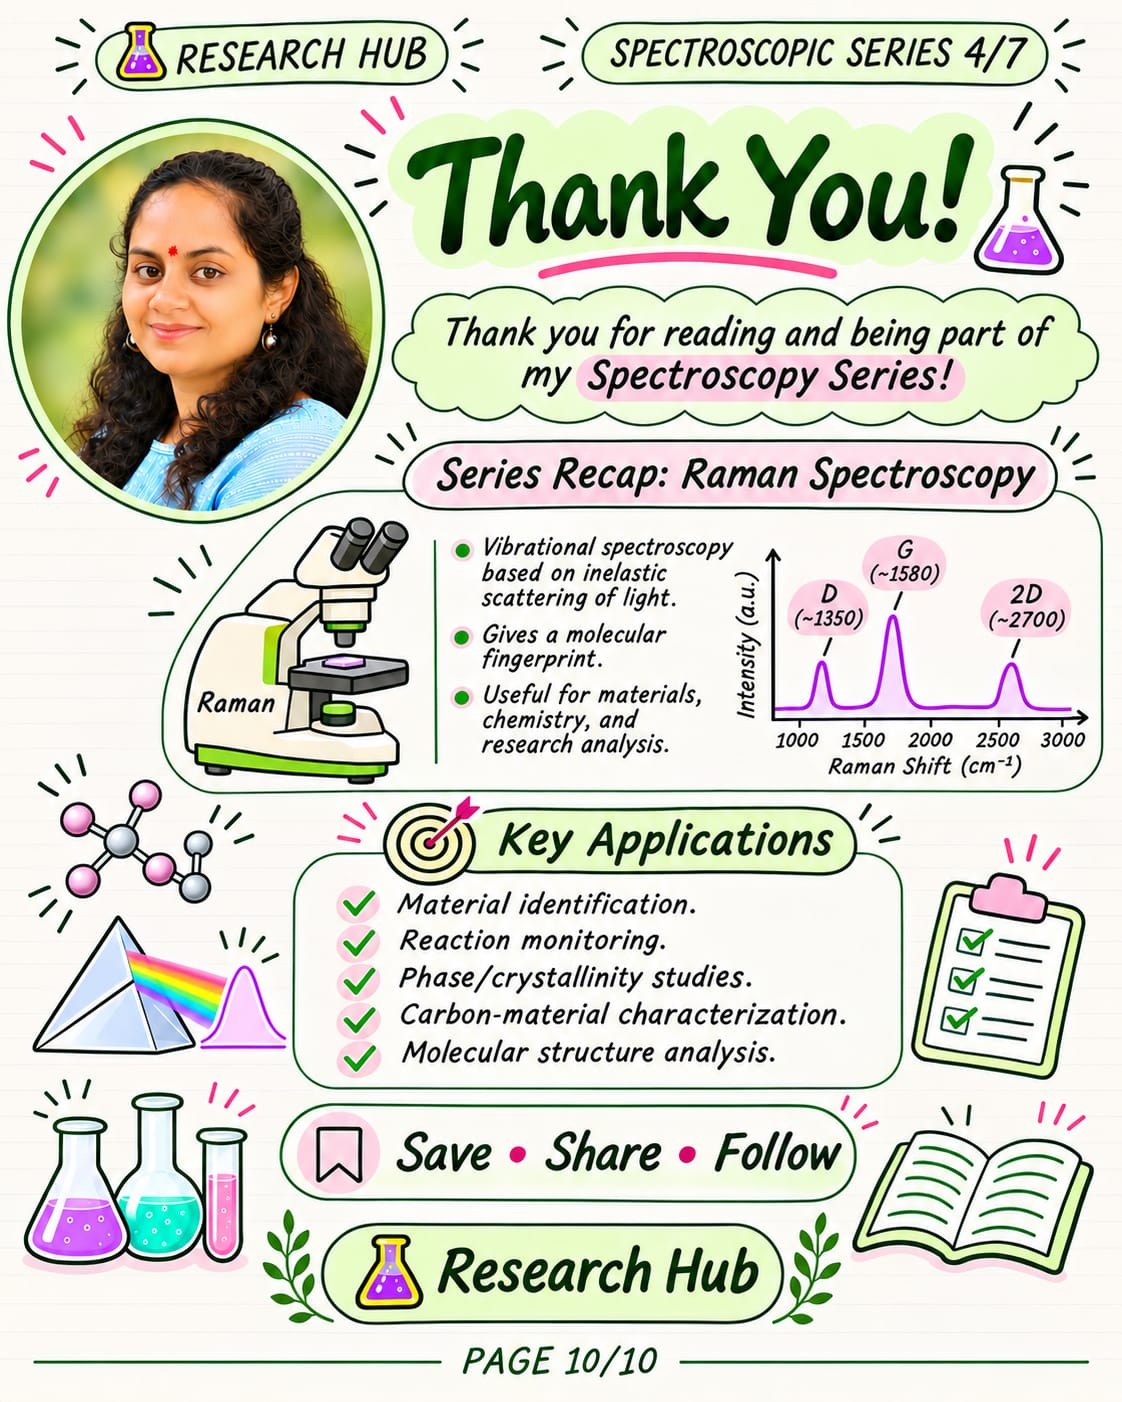 RESEARCH HUB
SPECTROSCOPIC SERIES 4/7
Thank You!
Thank you for reading and being part of
my Spectroscopy Series!
Series Recap: Raman Spectroscopy
Raman
Vibrational spectroscopy
based on inelastic
scattering of light.
Gives a molecular
fingerprint.
Useful for materials,
chemistry, and
research analysis.
Intensity (a.u.)
D
(~1350)
G
(~1580)
2D
(~2700)
1000 1500 2000 2500 3000
Raman Shift (cm⁻¹)
Key Applications
Material identification.
Reaction monitoring.
Phase/crystallinity studies.
Carbon-material characterization.
Molecular structure analysis.
Save • Share • Follow
Research Hub
PAGE 10/10